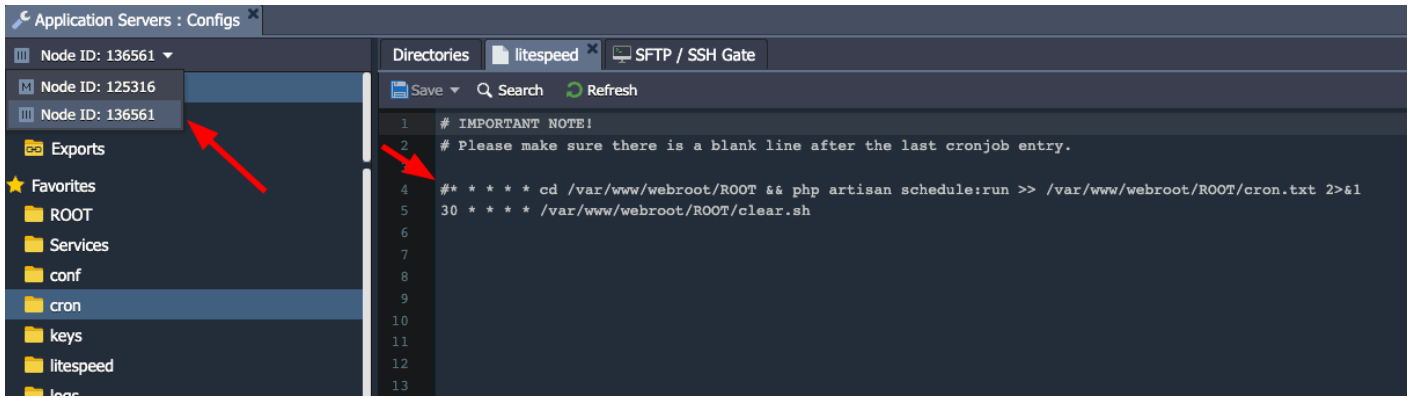 Application Servers : Configs
Node ID: 136561
Node ID: 125316
Node ID: 136561
Exports
Favorites
ROOT
Services
conf
cron
keys
litespeed
Directories litespeed SFTP / SSH Gate
Save Search Refresh
1 # IMPORTANT NOTE!
2 # Please make sure there is a blank line after the last cronjob entry.
4 #* * * * * cd /var/www/webroot/ROOT && php artisan schedule:run >> /var/www/webroot/ROOT/cron.txt 2>&1
5 30 * * * * /var/www/webroot/ROOT/clear.sh
6
7
8
9
10
11
12
13